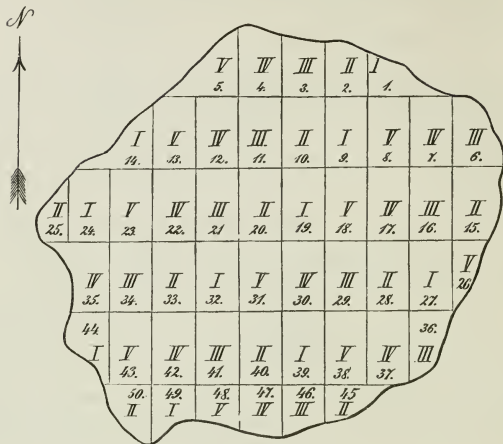 N
V IV III II I
5. 4. 3. 2. 1.
I V IV III II I V IV III
14. 13. 12. 11. 10. 9. 8. 7. 6.
II I V IV III II I V IV III II
25. 24. 23. 22. 21 20. 19. 18. 17. 16. 15.
V
26.
IV III II I V IV III II I
35. 34. 33. 32. 31. 30. 29. 28. 27.
44 36.
I V IV III II I V IV III
43. 42. 41. 40. 39. 38. 37.
50. 49. 48. 47. 46. 45
II I V IV III II